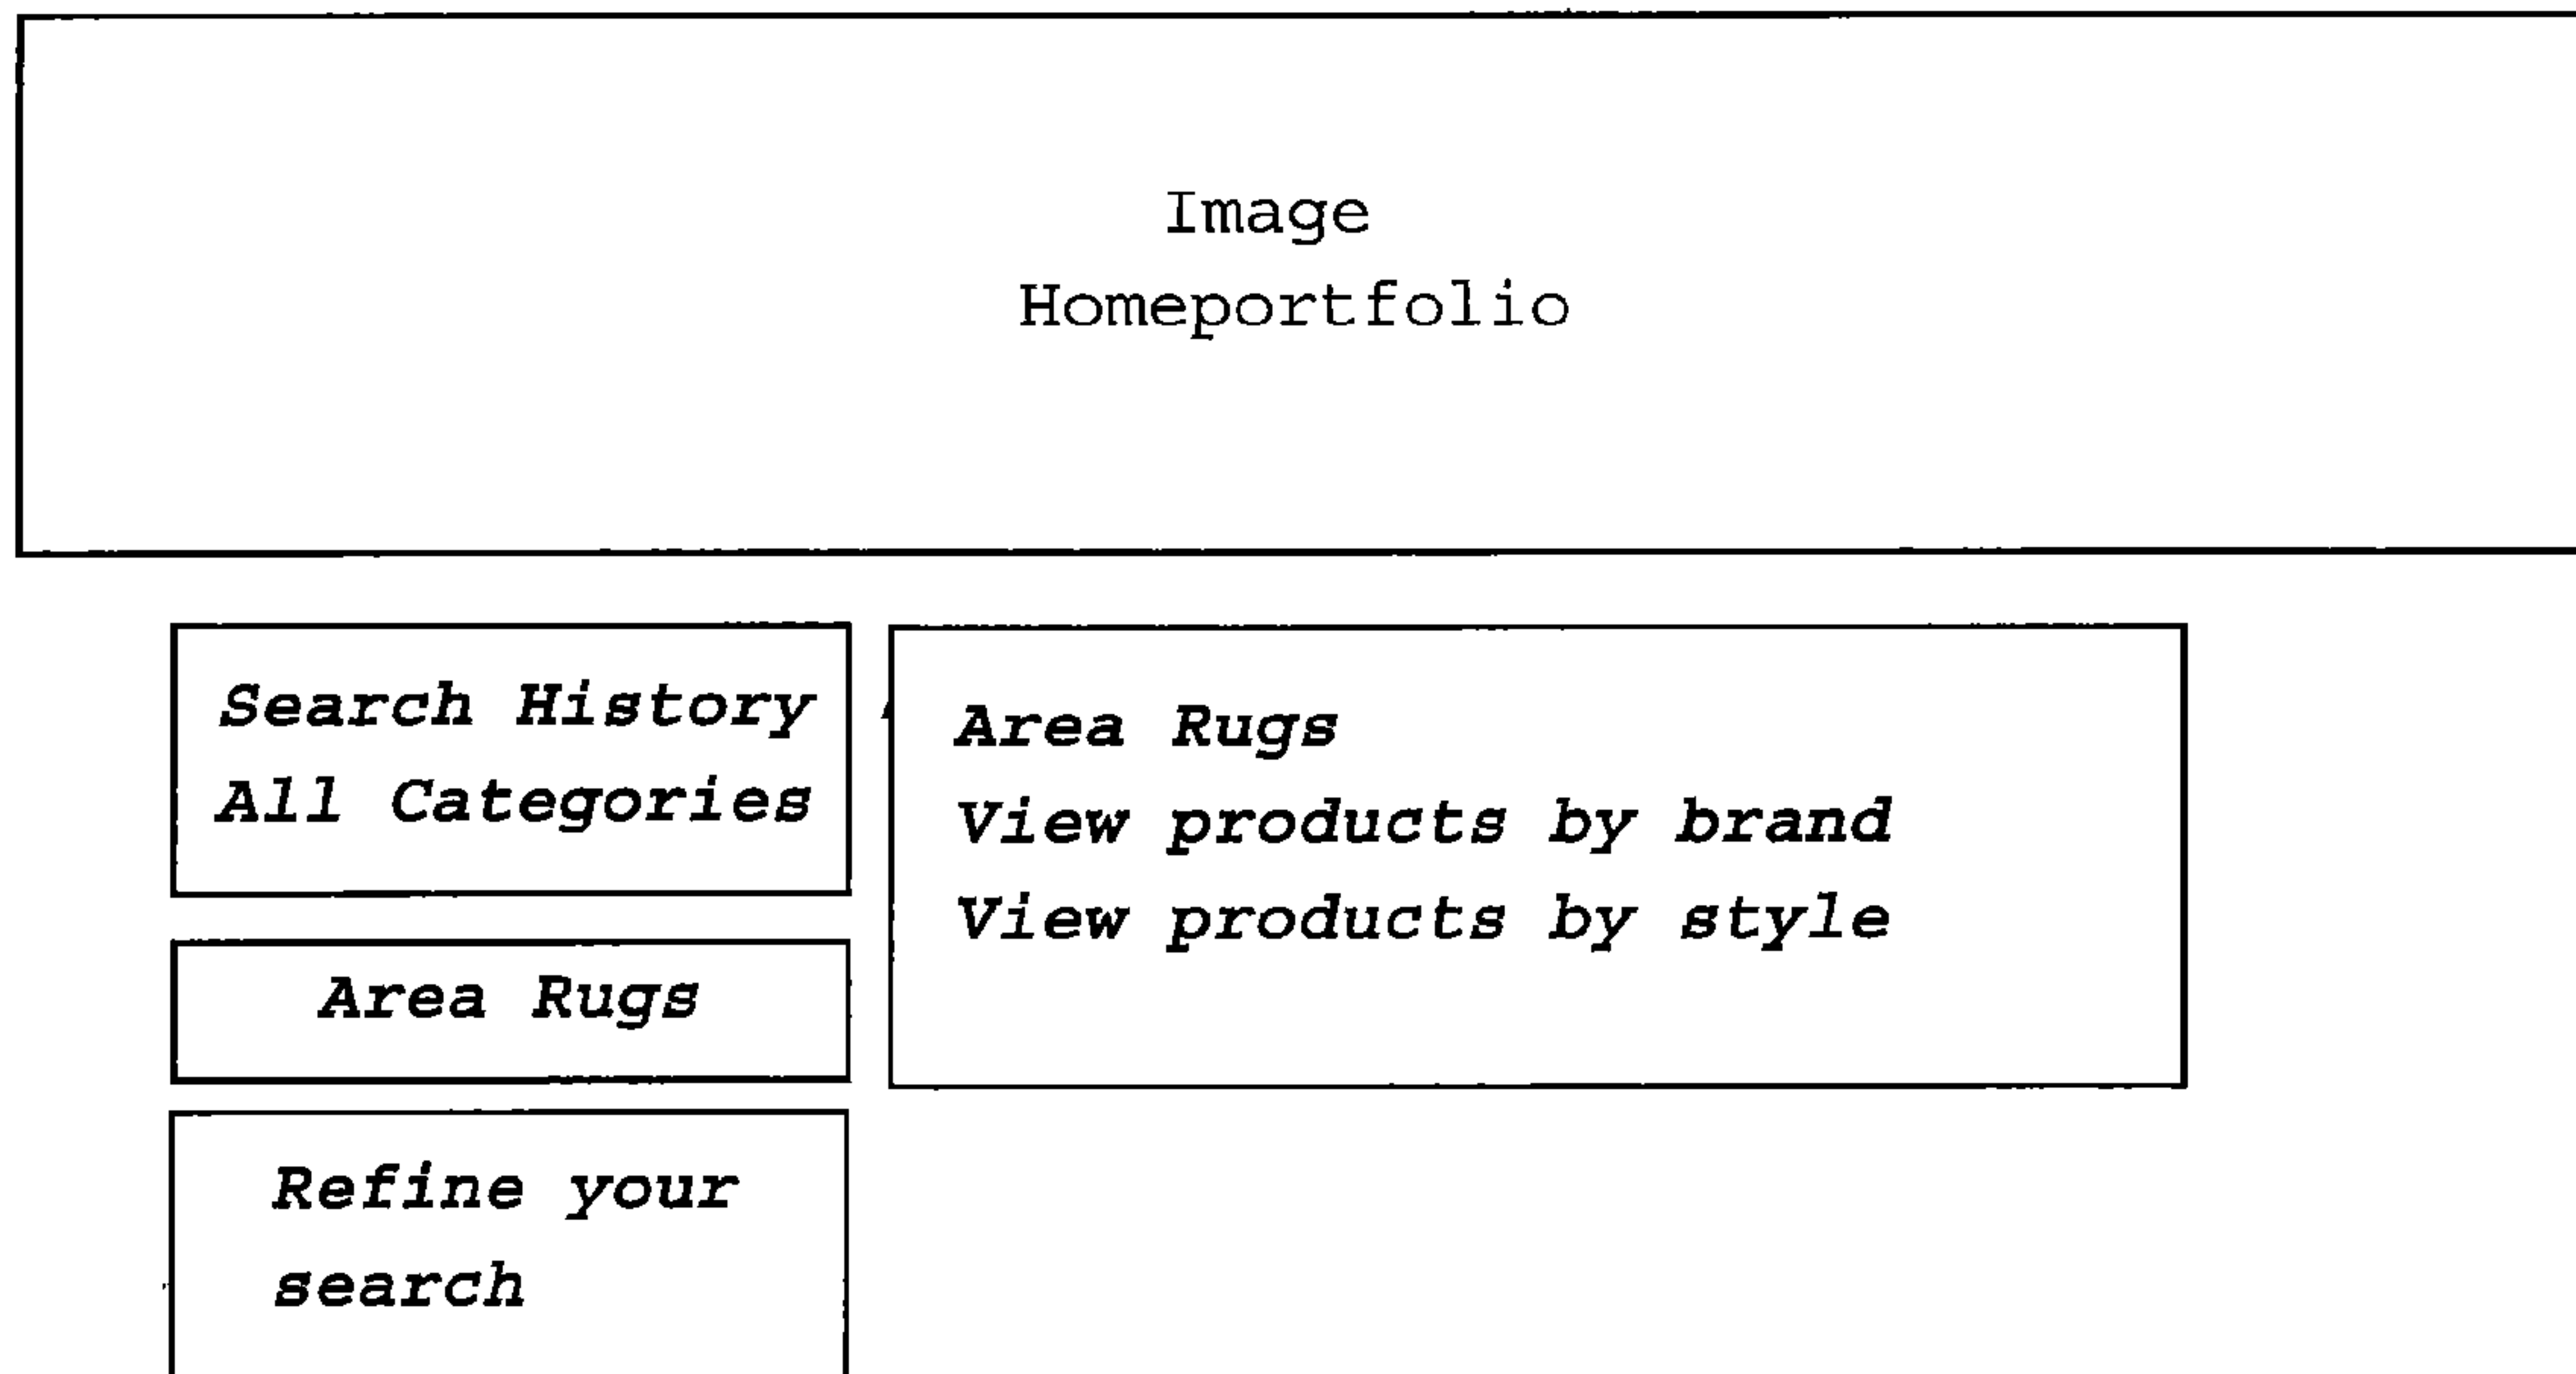 Image
Homeportfolio
Search History
All Categories
Area Rugs
Refine your
search
Area Rugs
View products by brand
View products by style